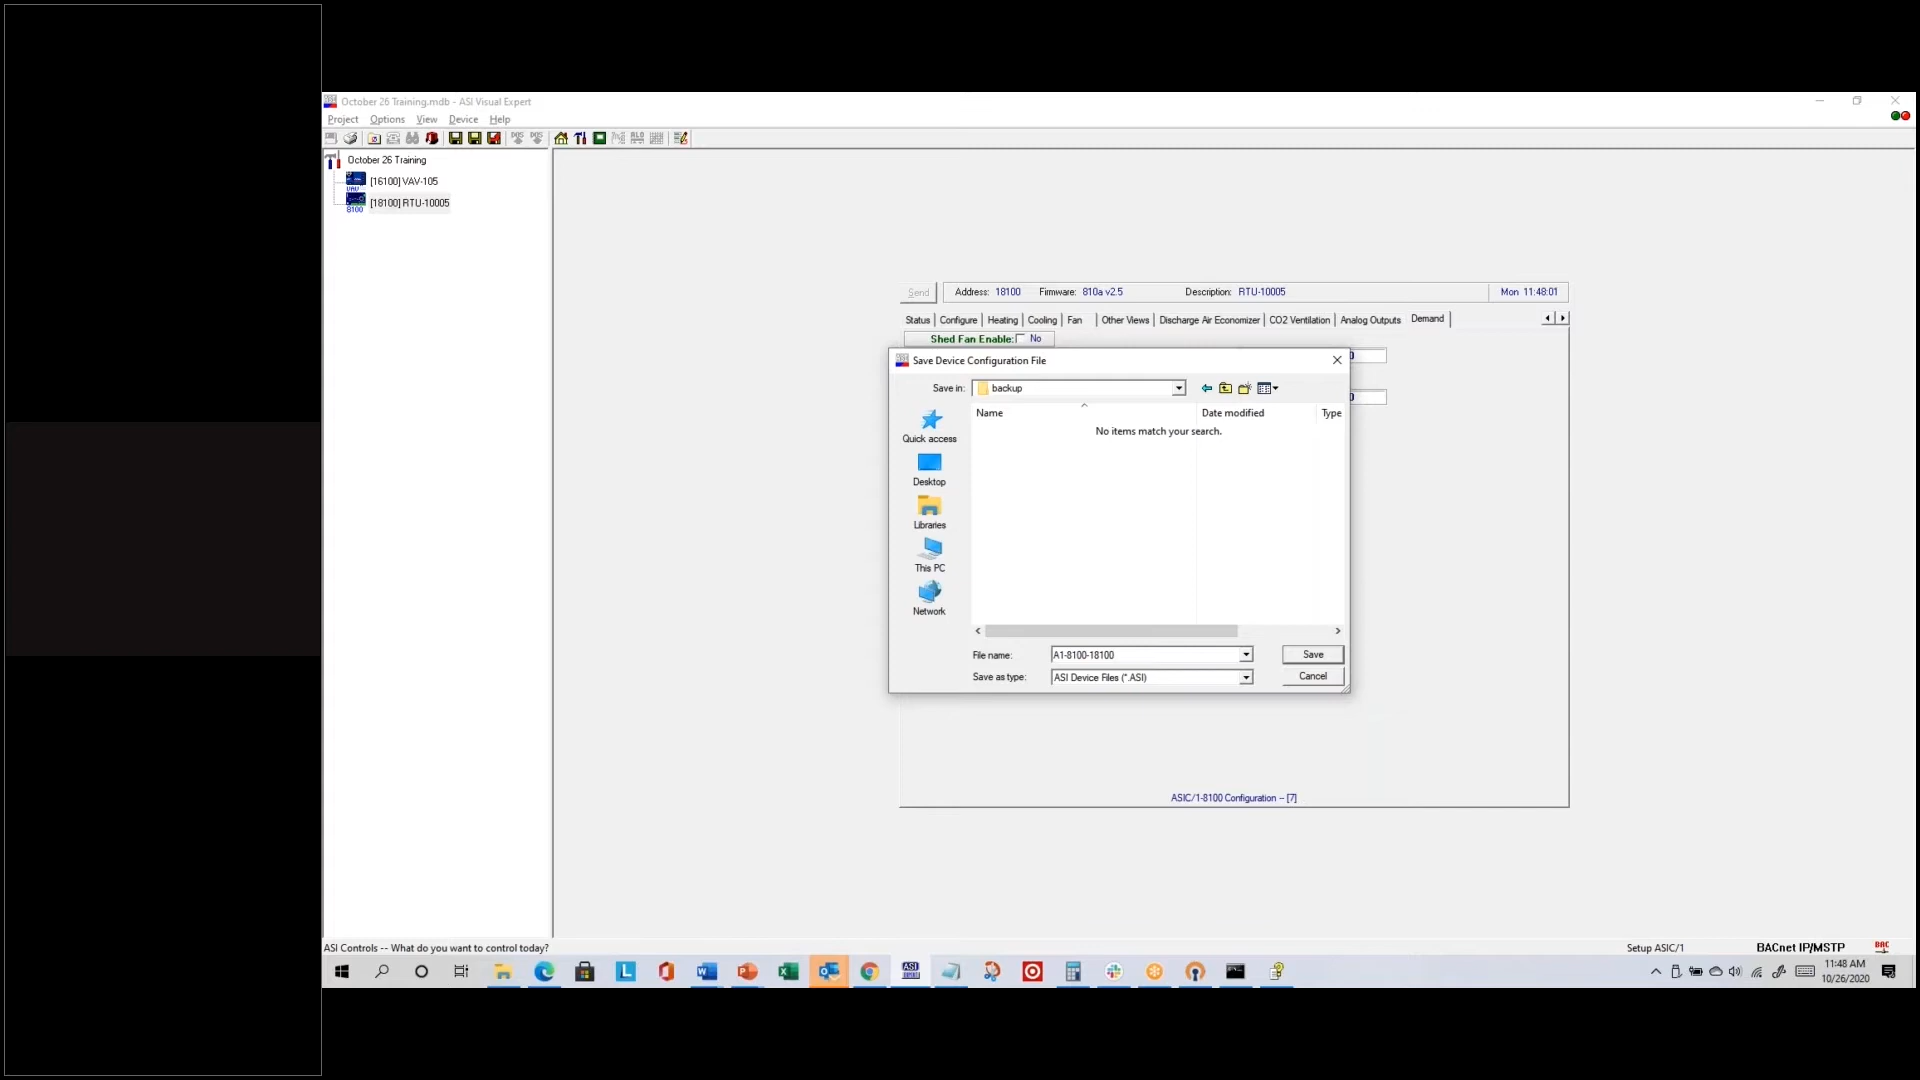 October 26 Training.mdb - ASI Visual Expert
Project Options View Device Help
October 26 Training
[16100] VAV-105
VAV
[18100] RTU-10005
8100
Send Address: 18100 Firmware: 810a v2.5 Description: RTU-10005 Mon 11:48:01
Status Configure Heating Cooling Fan Other Views Discharge Air Economizer CO2 Ventilation Analog Outputs Demand
Shed Fan Enable: No
Save Device Configuration File
Save in: backup
Name Date modified Type
No items match your search.
Quick access
Desktop
Libraries
This PC
Network
File name: A1-8100-18100 Save
Save as type: ASI Device Files (*.ASI) Cancel
ASIC/1-8100 Configuration -- [7]
ASI Controls -- What do you want to control today? Setup ASIC/1 BACnet IP/MSTP BAC
11:48 AM
10/26/2020